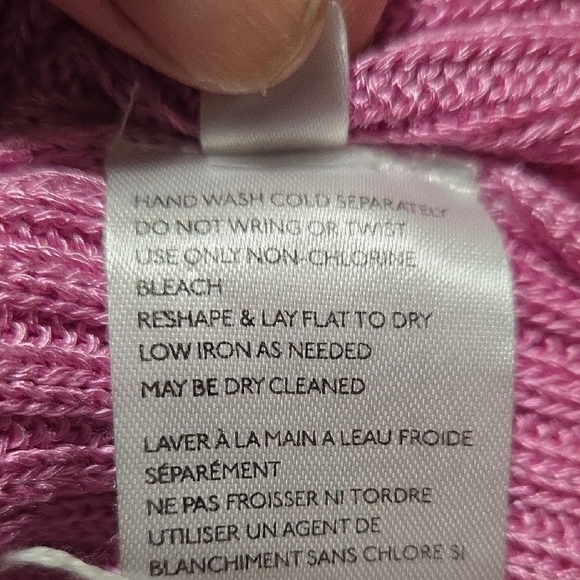 HAND WASH COLD SEPARATELY
DO NOT WRING OR TWIST
USE ONLY NON-CHLORINE
BLEACH
RESHAPE & LAY FLAT TO DRY
LOW IRON AS NEEDED
MAY BE DRY CLEANED
LAVER À LA MAIN A LEAU FROIDE
SÉPARÉMENT
NE PAS FROISSER NI TORDRE
UTILISER UN AGENT DE
BLANCHIMENT SANS CHLORE SI